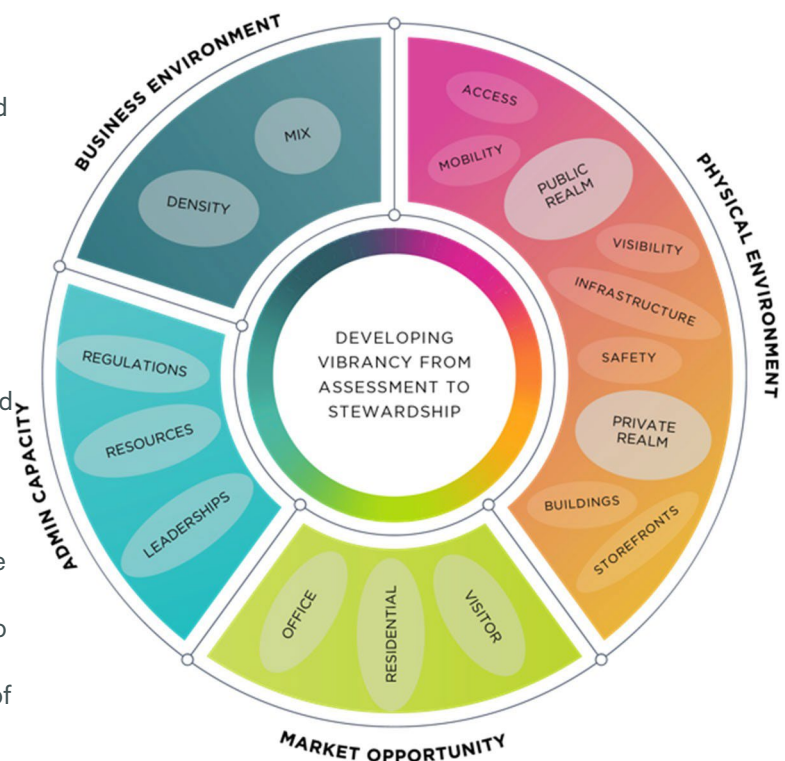 BUSINESS ENVIRONMENT
MIX
DENSITY
PHYSICAL ENVIRONMENT
ACCESS
MOBILITY
PUBLIC
REALM
VISIBILITY
INFRASTRUCTURE
SAFETY
PRIVATE
REALM
BUILDINGS
STOREFRONTS
DEVELOPING
VIBRANCY FROM
ASSESSMENT TO
STEWARDSHIP
ADMIN CAPACITY
REGULATIONS
RESOURCES
LEADERSHIPS
MARKET OPPORTUNITY
OFFICE
RESIDENTIAL
VISITOR